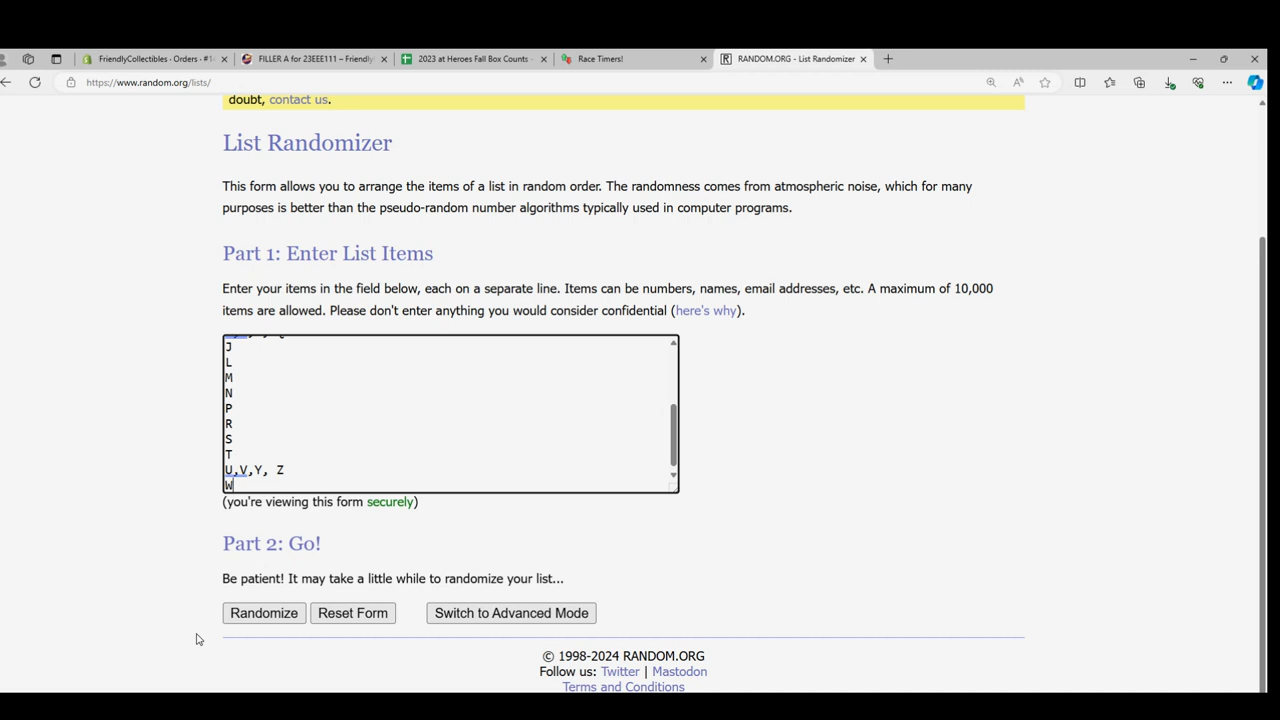 FriendlyCollectibles · Orders · #1
FILLER A for 23EEE111 – Friendly
2023 at Heroes Fall Box Counts -
Race Timers!
RANDOM.ORG - List Randomizer
https://www.random.org/lists/
doubt, contact us.
List Randomizer
This form allows you to arrange the items of a list in random order. The randomness comes from atmospheric noise, which for many
purposes is better than the pseudo-random number algorithms typically used in computer programs.
Part 1: Enter List Items
Enter your items in the field below, each on a separate line. Items can be numbers, names, email addresses, etc. A maximum of 10,000
items are allowed. Please don't enter anything you would consider confidential (here's why).
J
L
M
N
P
R
S
T
U,V,Y, Z
W
(you're viewing this form securely)
Part 2: Go!
Be patient! It may take a little while to randomize your list...
Randomize Reset Form Switch to Advanced Mode
© 1998-2024 RANDOM.ORG
Follow us: Twitter | Mastodon
Terms and Conditions